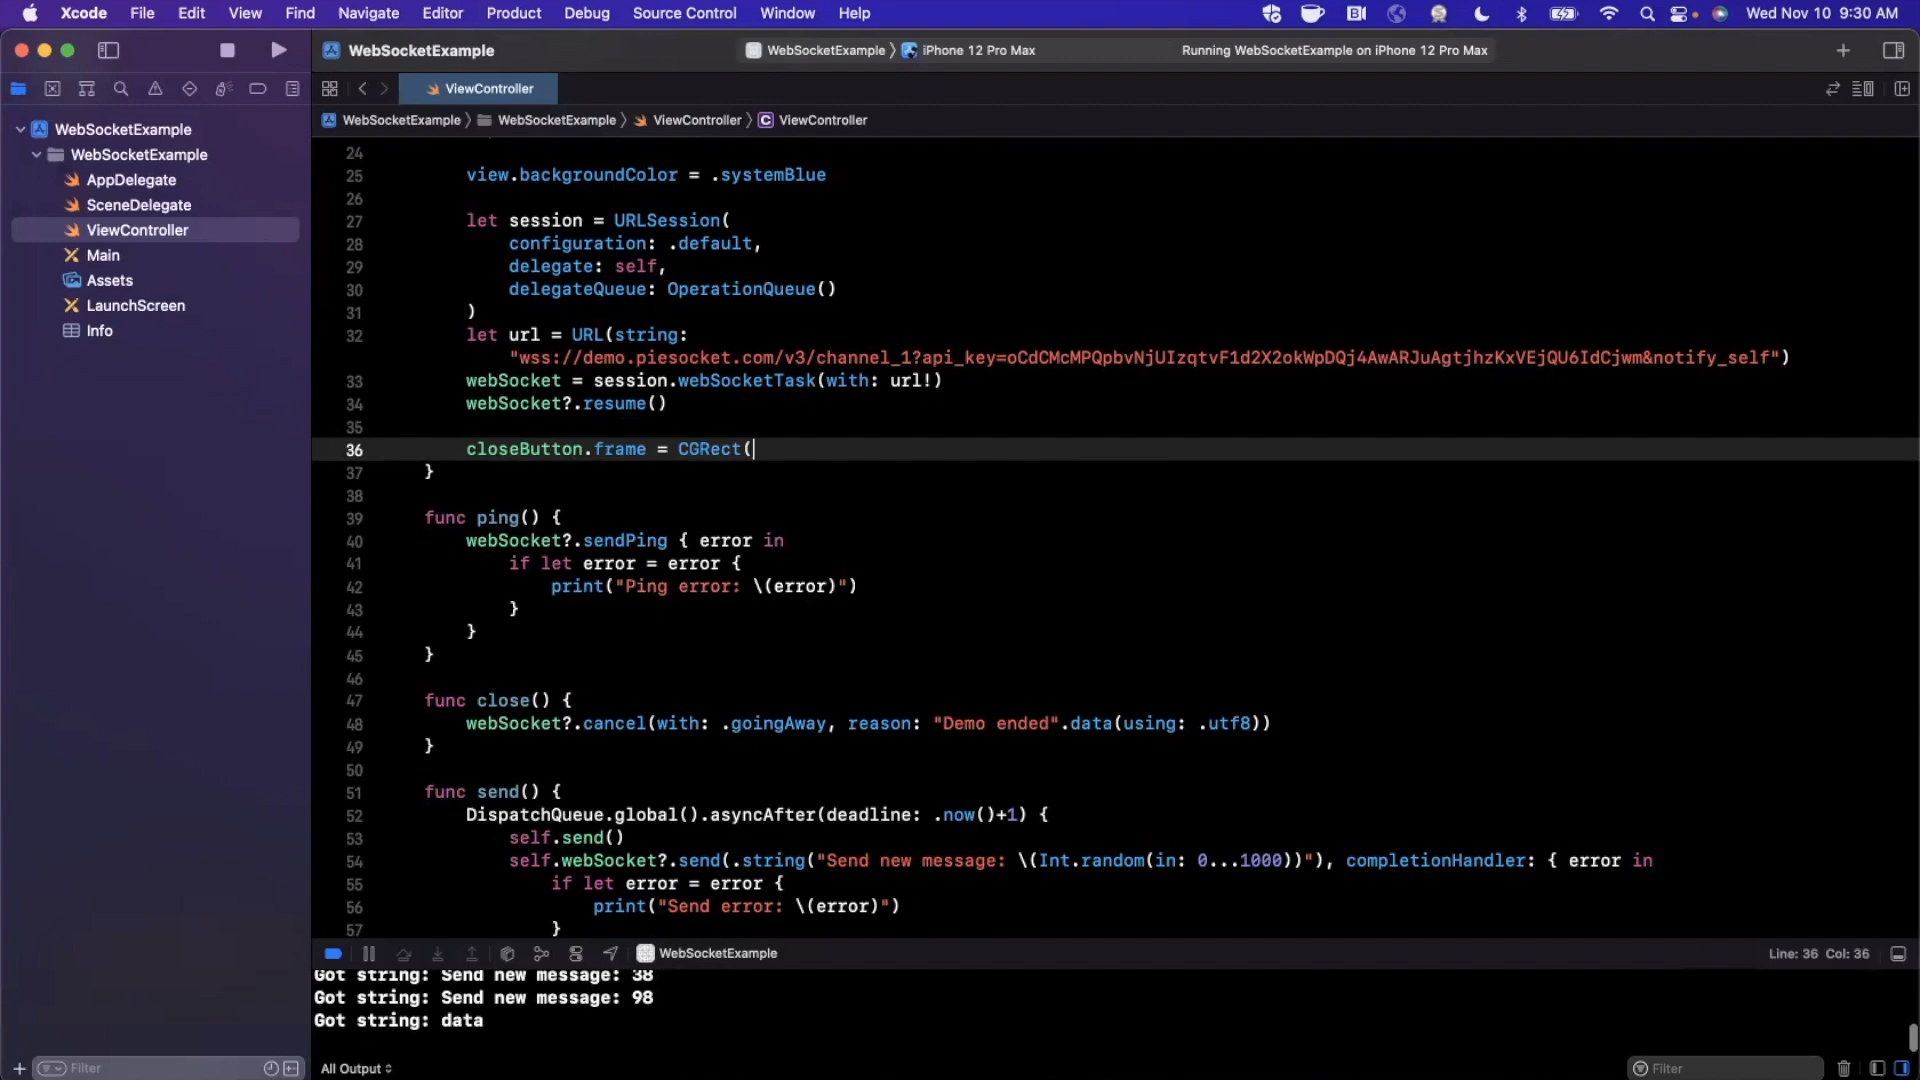 Xcode File Edit View Find Navigate Editor Product Debug Source Control Window Help Wed Nov 10 9:30 AM
WebSocketExample WebSocketExample iPhone 12 Pro Max Running WebSocketExample on iPhone 12 Pro Max
ViewController
WebSocketExample WebSocketExample ViewController C ViewController
WebSocketExample
WebSocketExample
AppDelegate
SceneDelegate
ViewController
Main
Assets
LaunchScreen
Info
24
25 view.backgroundColor = .systemBlue
26
27 let session = URLSession(
28 configuration: .default,
29 delegate: self,
30 delegateQueue: OperationQueue()
31 )
32 let url = URL(string:
"wss://demo.piesocket.com/v3/channel_1?api_key=oCdCMcMPQpbvNjUIzqtvF1d2X2okWpDQj4AwARJuAgtjhzKxVEjQU6IdCjwm&notify_self")
33 webSocket = session.webSocketTask(with: url!)
34 webSocket?.resume()
35
36 closeButton.frame = CGRect(
37 }
38
39 func ping() {
40 webSocket?.sendPing { error in
41 if let error = error {
42 print("Ping error: \(error)")
43 }
44 }
45 }
46
47 func close() {
48 webSocket?.cancel(with: .goingAway, reason: "Demo ended".data(using: .utf8))
49 }
50
51 func send() {
52 DispatchQueue.global().asyncAfter(deadline: .now()+1) {
53 self.send()
54 self.webSocket?.send(.string("Send new message: \(Int.random(in: 0...1000))"), completionHandler: { error in
55 if let error = error {
56 print("Send error: \(error)")
57 }
WebSocketExample Line: 36 Col: 36
Got string: Send new message: 38
Got string: Send new message: 98
Got string: data
Filter All Output Filter